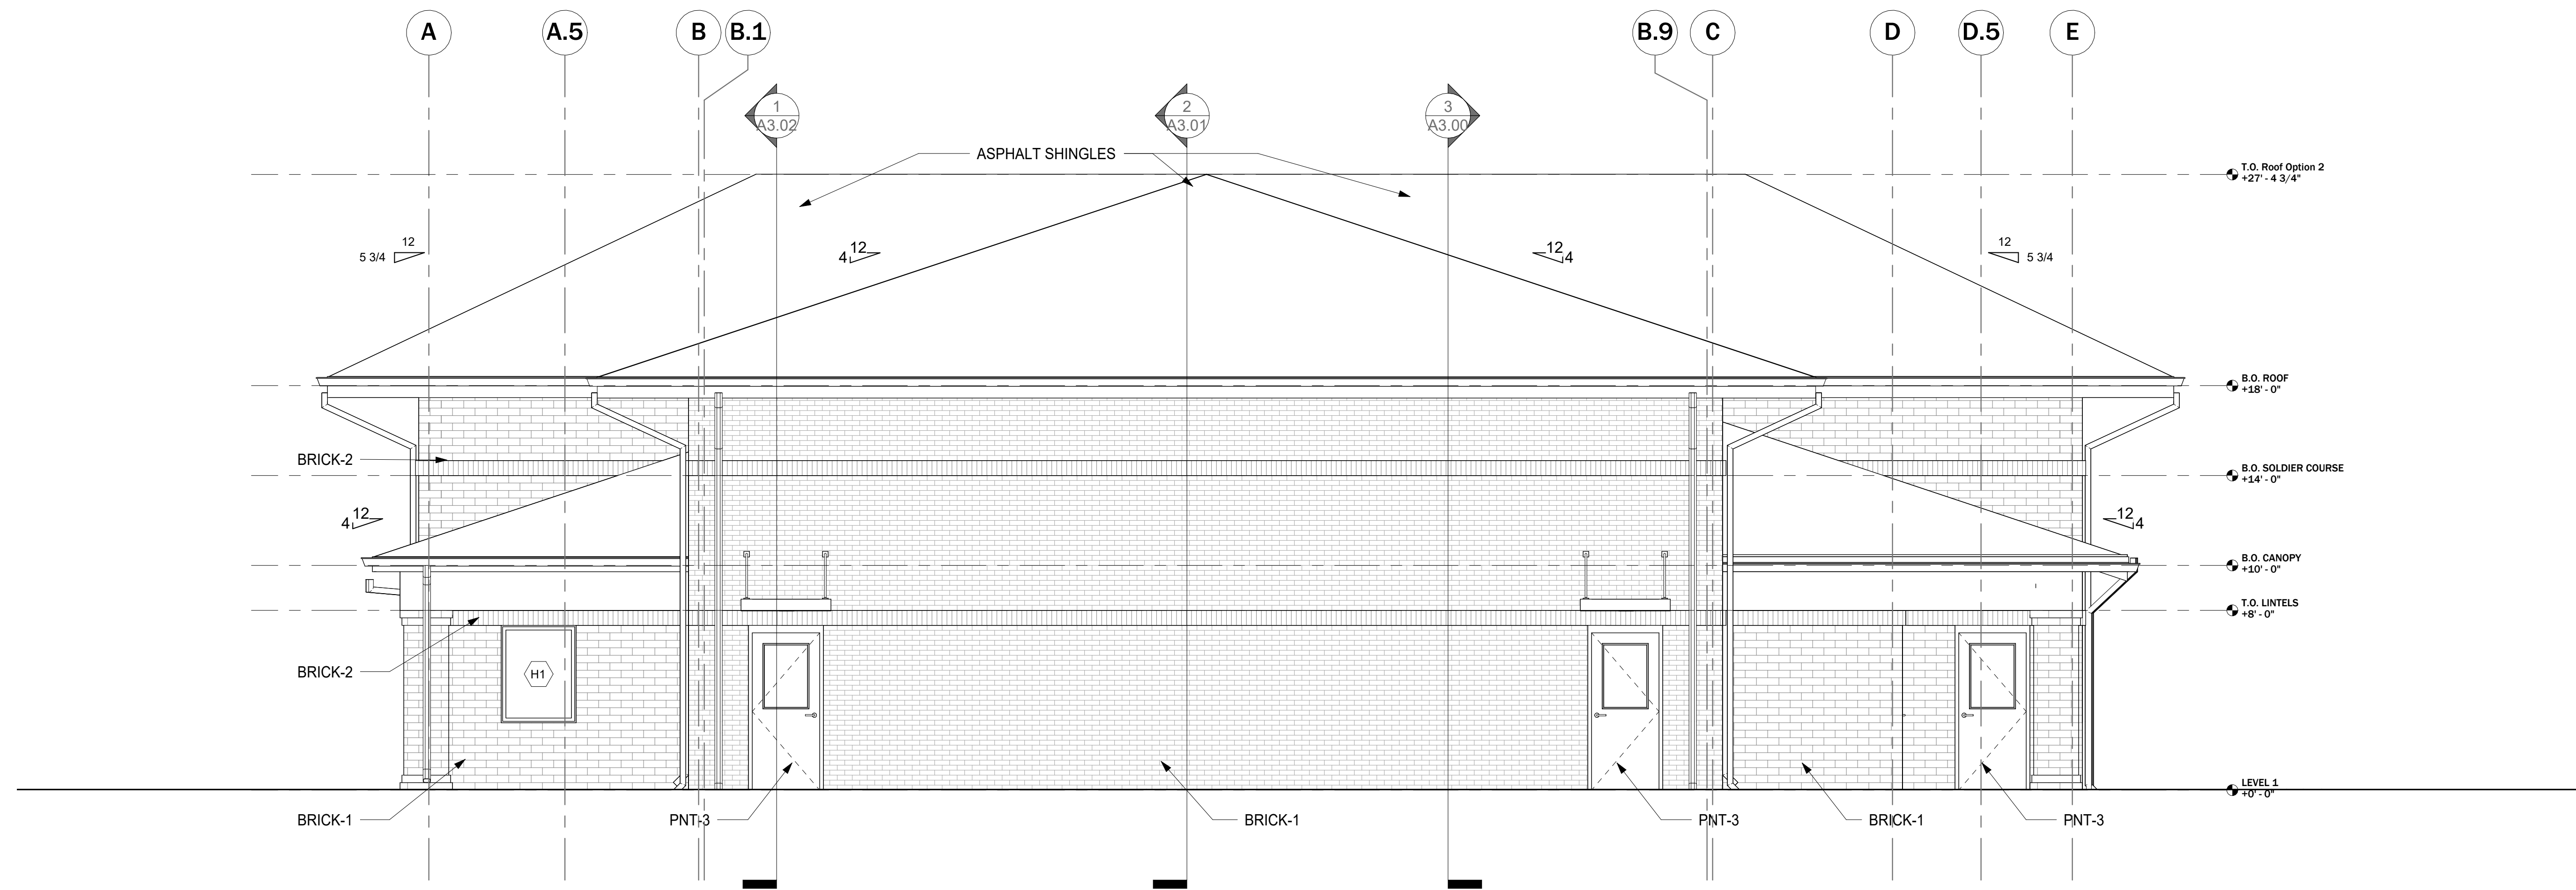 A
A.5
B
B.1
B.9
C
D
D.5
E
1
A3.02
2
A3.01
3
A3.00
ASPHALT SHINGLES
T.O. Roof Option 2
+27' - 4 3/4"
12
5 3/4
12
4
12
4
12
5 3/4
B.O. ROOF
+18' - 0"
BRICK-2
B.O. SOLDIER COURSE
+14' - 0"
12
4
12
4
B.O. CANOPY
+10' - 0"
T.O. LINTELS
+8' - 0"
BRICK-2
H1
LEVEL 1
+0' - 0"
BRICK-1
PNT-3
BRICK-1
PNT-3
BRICK-1
PNT-3